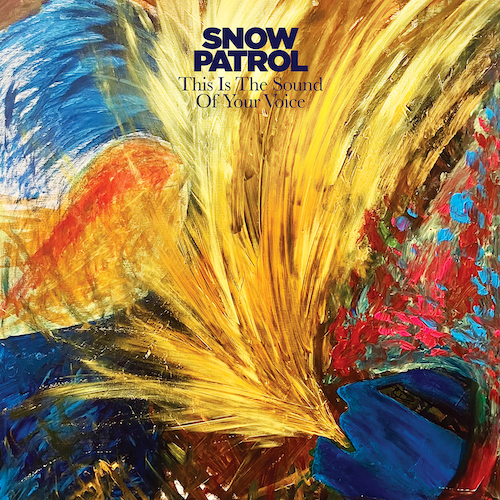 SNOW
PATROL
This Is The Sound
Of Your Voice